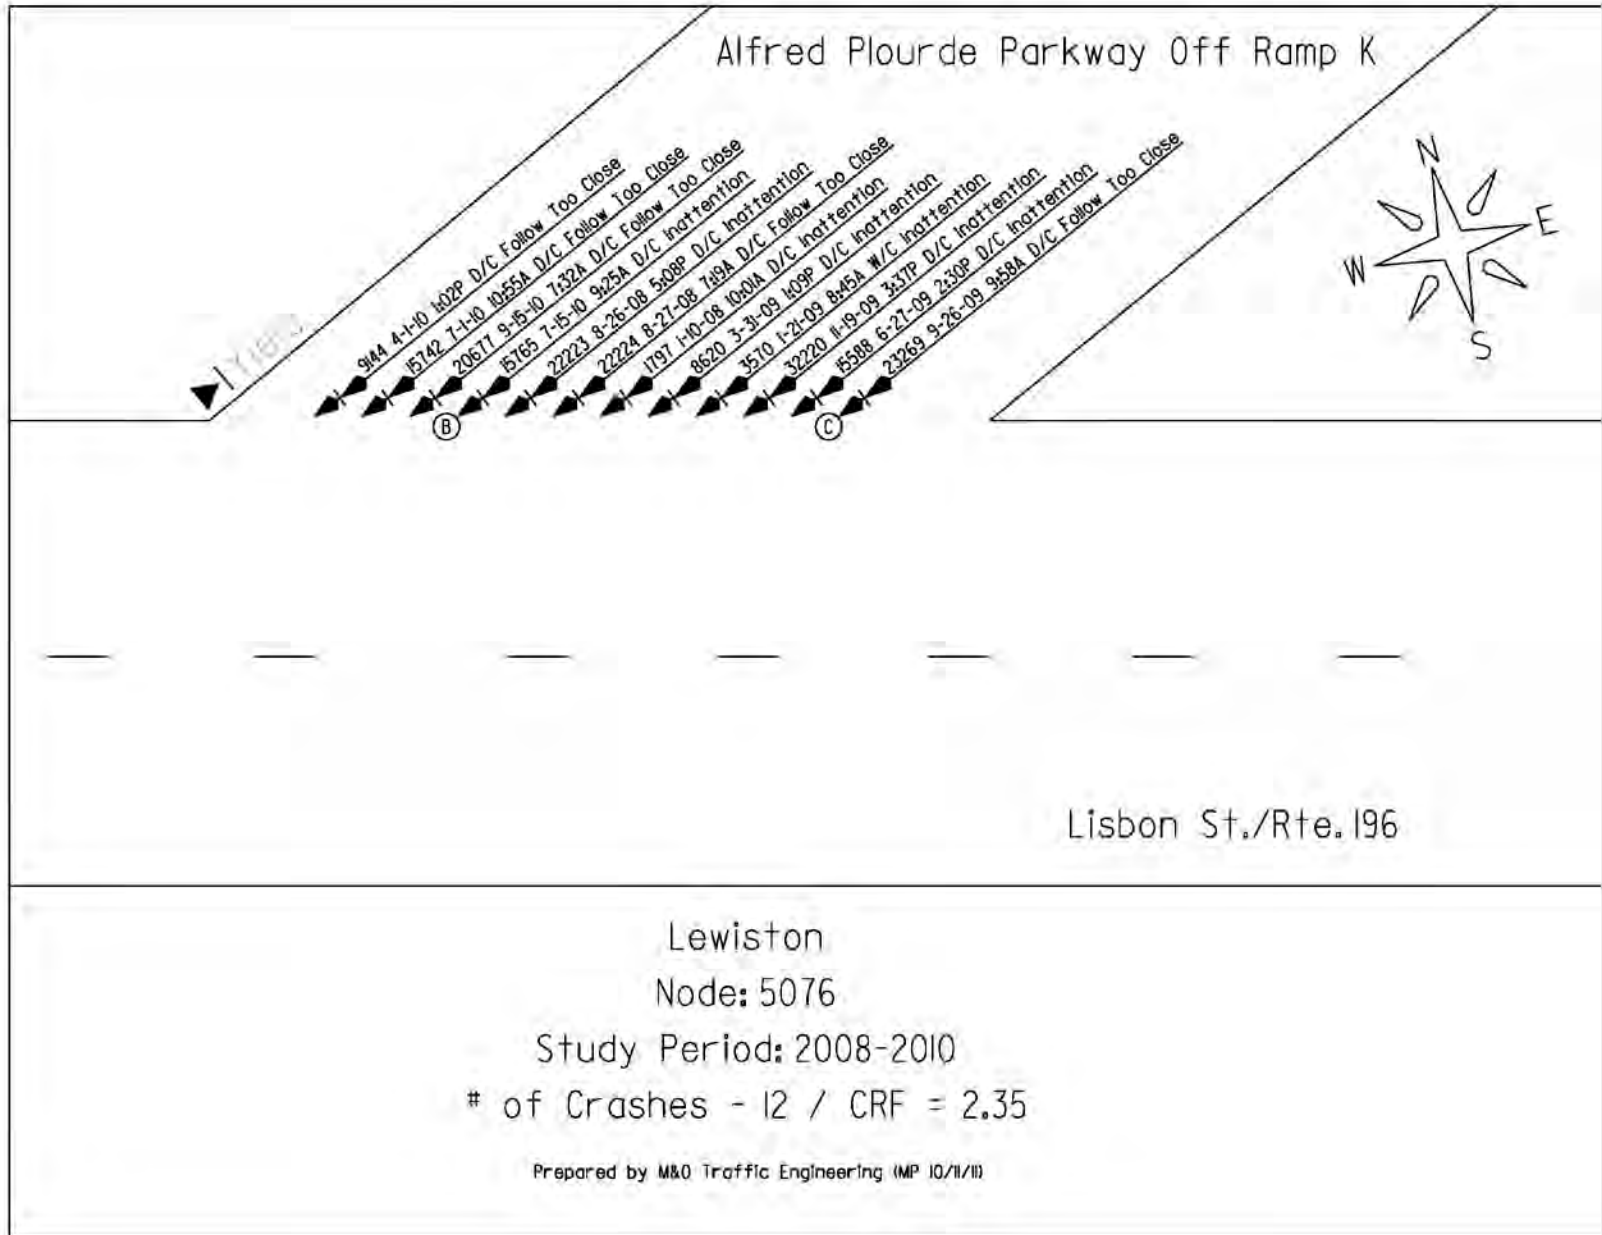 Alfred Plourde Parkway Off Ramp K
9144 4-1-10 1:02P D/C Follow Too Close
15742 7-1-10 10:55A D/C Follow Too Close
20677 9-15-10 7:32A D/C Follow Too Close
15765 7-15-10 9:25A D/C Inattention
22223 8-26-08 5:08P D/C Inattention
22224 8-27-08 7:19A D/C Follow Too Close
1797 1-10-08 10:01A D/C Inattention
8620 3-31-09 1:09P D/C Inattention
3570 1-21-09 8:45A W/C Inattention
32220 11-19-09 3:37P D/C Inattention
15588 6-27-09 2:30P D/C Inattention
23269 9-26-09 9:58A D/C Follow Too Close
N
E
W
S
B
C
Lisbon St./Rte. 196
Lewiston
Node: 5076
Study Period: 2008-2010
# of Crashes - 12 / CRF = 2.35
Prepared by M&O Traffic Engineering (MP 10/11/11)